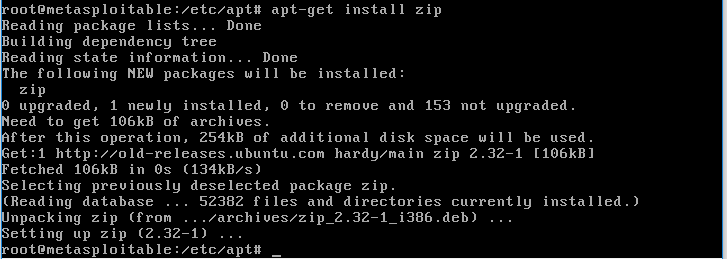 root@metasploitable:/etc/apt# apt-get install zip
Reading package lists... Done
Building dependency tree
Reading state information... Done
The following NEW packages will be installed:
  zip
0 upgraded, 1 newly installed, 0 to remove and 153 not upgraded.
Need to get 106kB of archives.
After this operation, 254kB of additional disk space will be used.
Get:1 http://old-releases.ubuntu.com hardy/main zip 2.32-1 [106kB]
Fetched 106kB in 0s (134kB/s)
Selecting previously deselected package zip.
(Reading database ... 52382 files and directories currently installed.)
Unpacking zip (from .../archives/zip_2.32-1_i386.deb) ...
Setting up zip (2.32-1) ...
root@metasploitable:/etc/apt# _